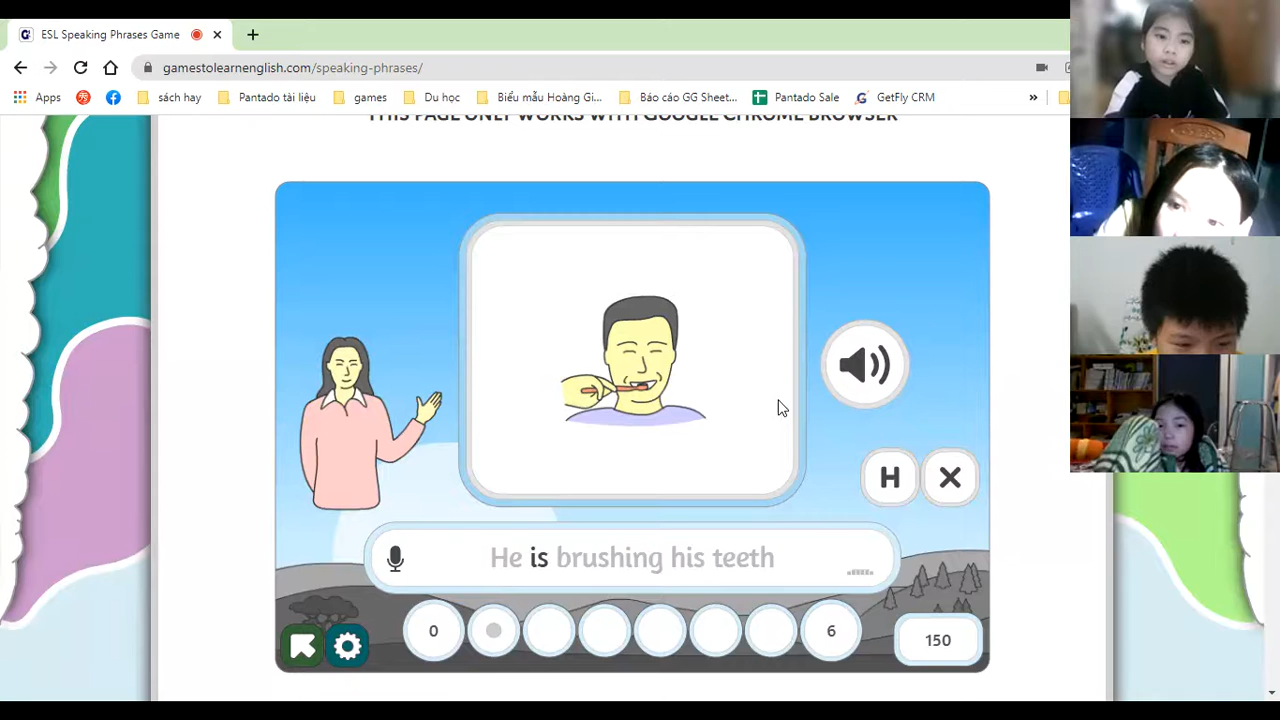 ESL Speaking Phrases Game
gamestolearnenglish.com/speaking-phrases/
Apps
sách hay
Pantado tài liệu
games
Du học
Biểu mẫu Hoàng Gi...
Báo cáo GG Sheet...
Pantado Sale
GetFly CRM
»
THIS PAGE ONLY WORKS WITH GOOGLE CHROME BROWSER
H
He is brushing his teeth
0
6
150